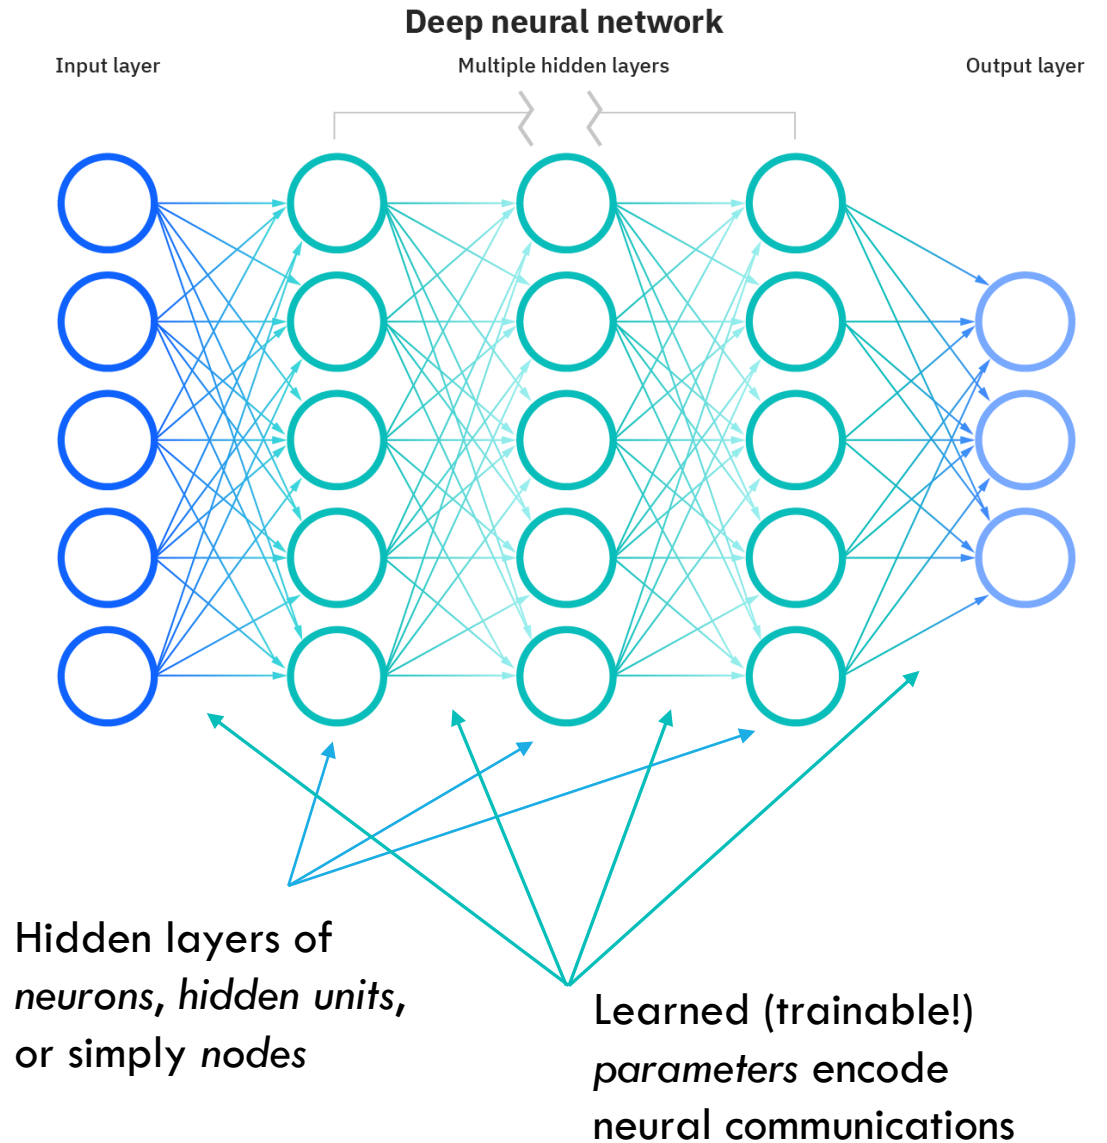 Deep neural network
Input layer
Multiple hidden layers
Output layer
Hidden layers of
neurons, hidden units,
or simply nodes
Learned (trainable!)
parameters encode
neural communications